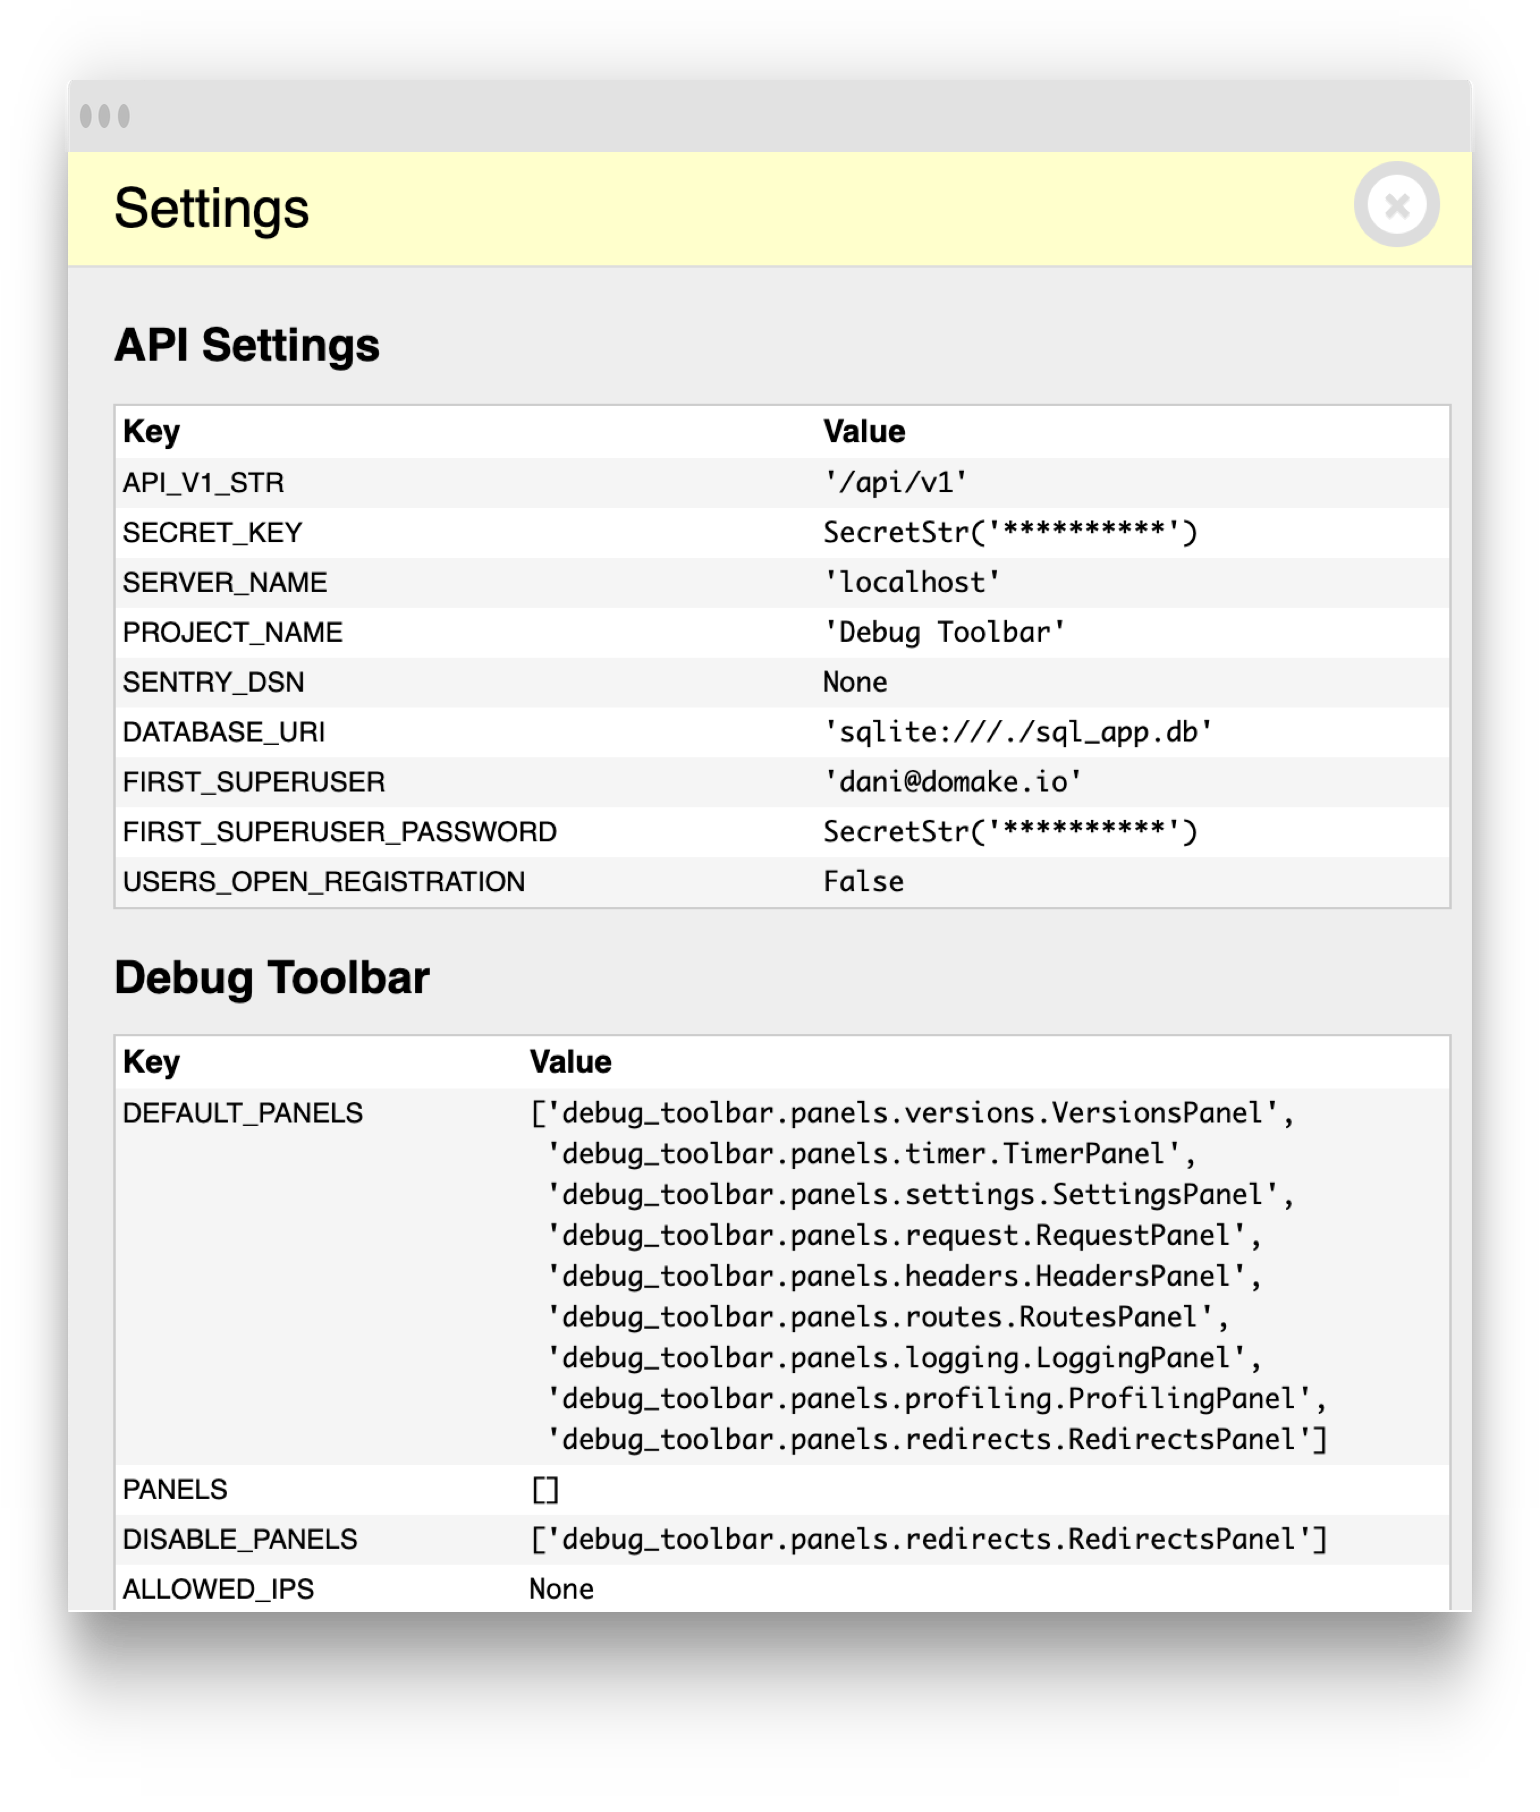 Settings
API Settings
Key Value
API_V1_STR '/api/v1'
SECRET_KEY SecretStr('**********')
SERVER_NAME 'localhost'
PROJECT_NAME 'Debug Toolbar'
SENTRY_DSN None
DATABASE_URI 'sqlite:///./sql_app.db'
FIRST_SUPERUSER 'dani@domake.io'
FIRST_SUPERUSER_PASSWORD SecretStr('**********')
USERS_OPEN_REGISTRATION False
Debug Toolbar
Key Value
DEFAULT_PANELS ['debug_toolbar.panels.versions.VersionsPanel',
'debug_toolbar.panels.timer.TimerPanel',
'debug_toolbar.panels.settings.SettingsPanel',
'debug_toolbar.panels.request.RequestPanel',
'debug_toolbar.panels.headers.HeadersPanel',
'debug_toolbar.panels.routes.RoutesPanel',
'debug_toolbar.panels.logging.LoggingPanel',
'debug_toolbar.panels.profiling.ProfilingPanel',
'debug_toolbar.panels.redirects.RedirectsPanel']
PANELS []
DISABLE_PANELS ['debug_toolbar.panels.redirects.RedirectsPanel']
ALLOWED_IPS None